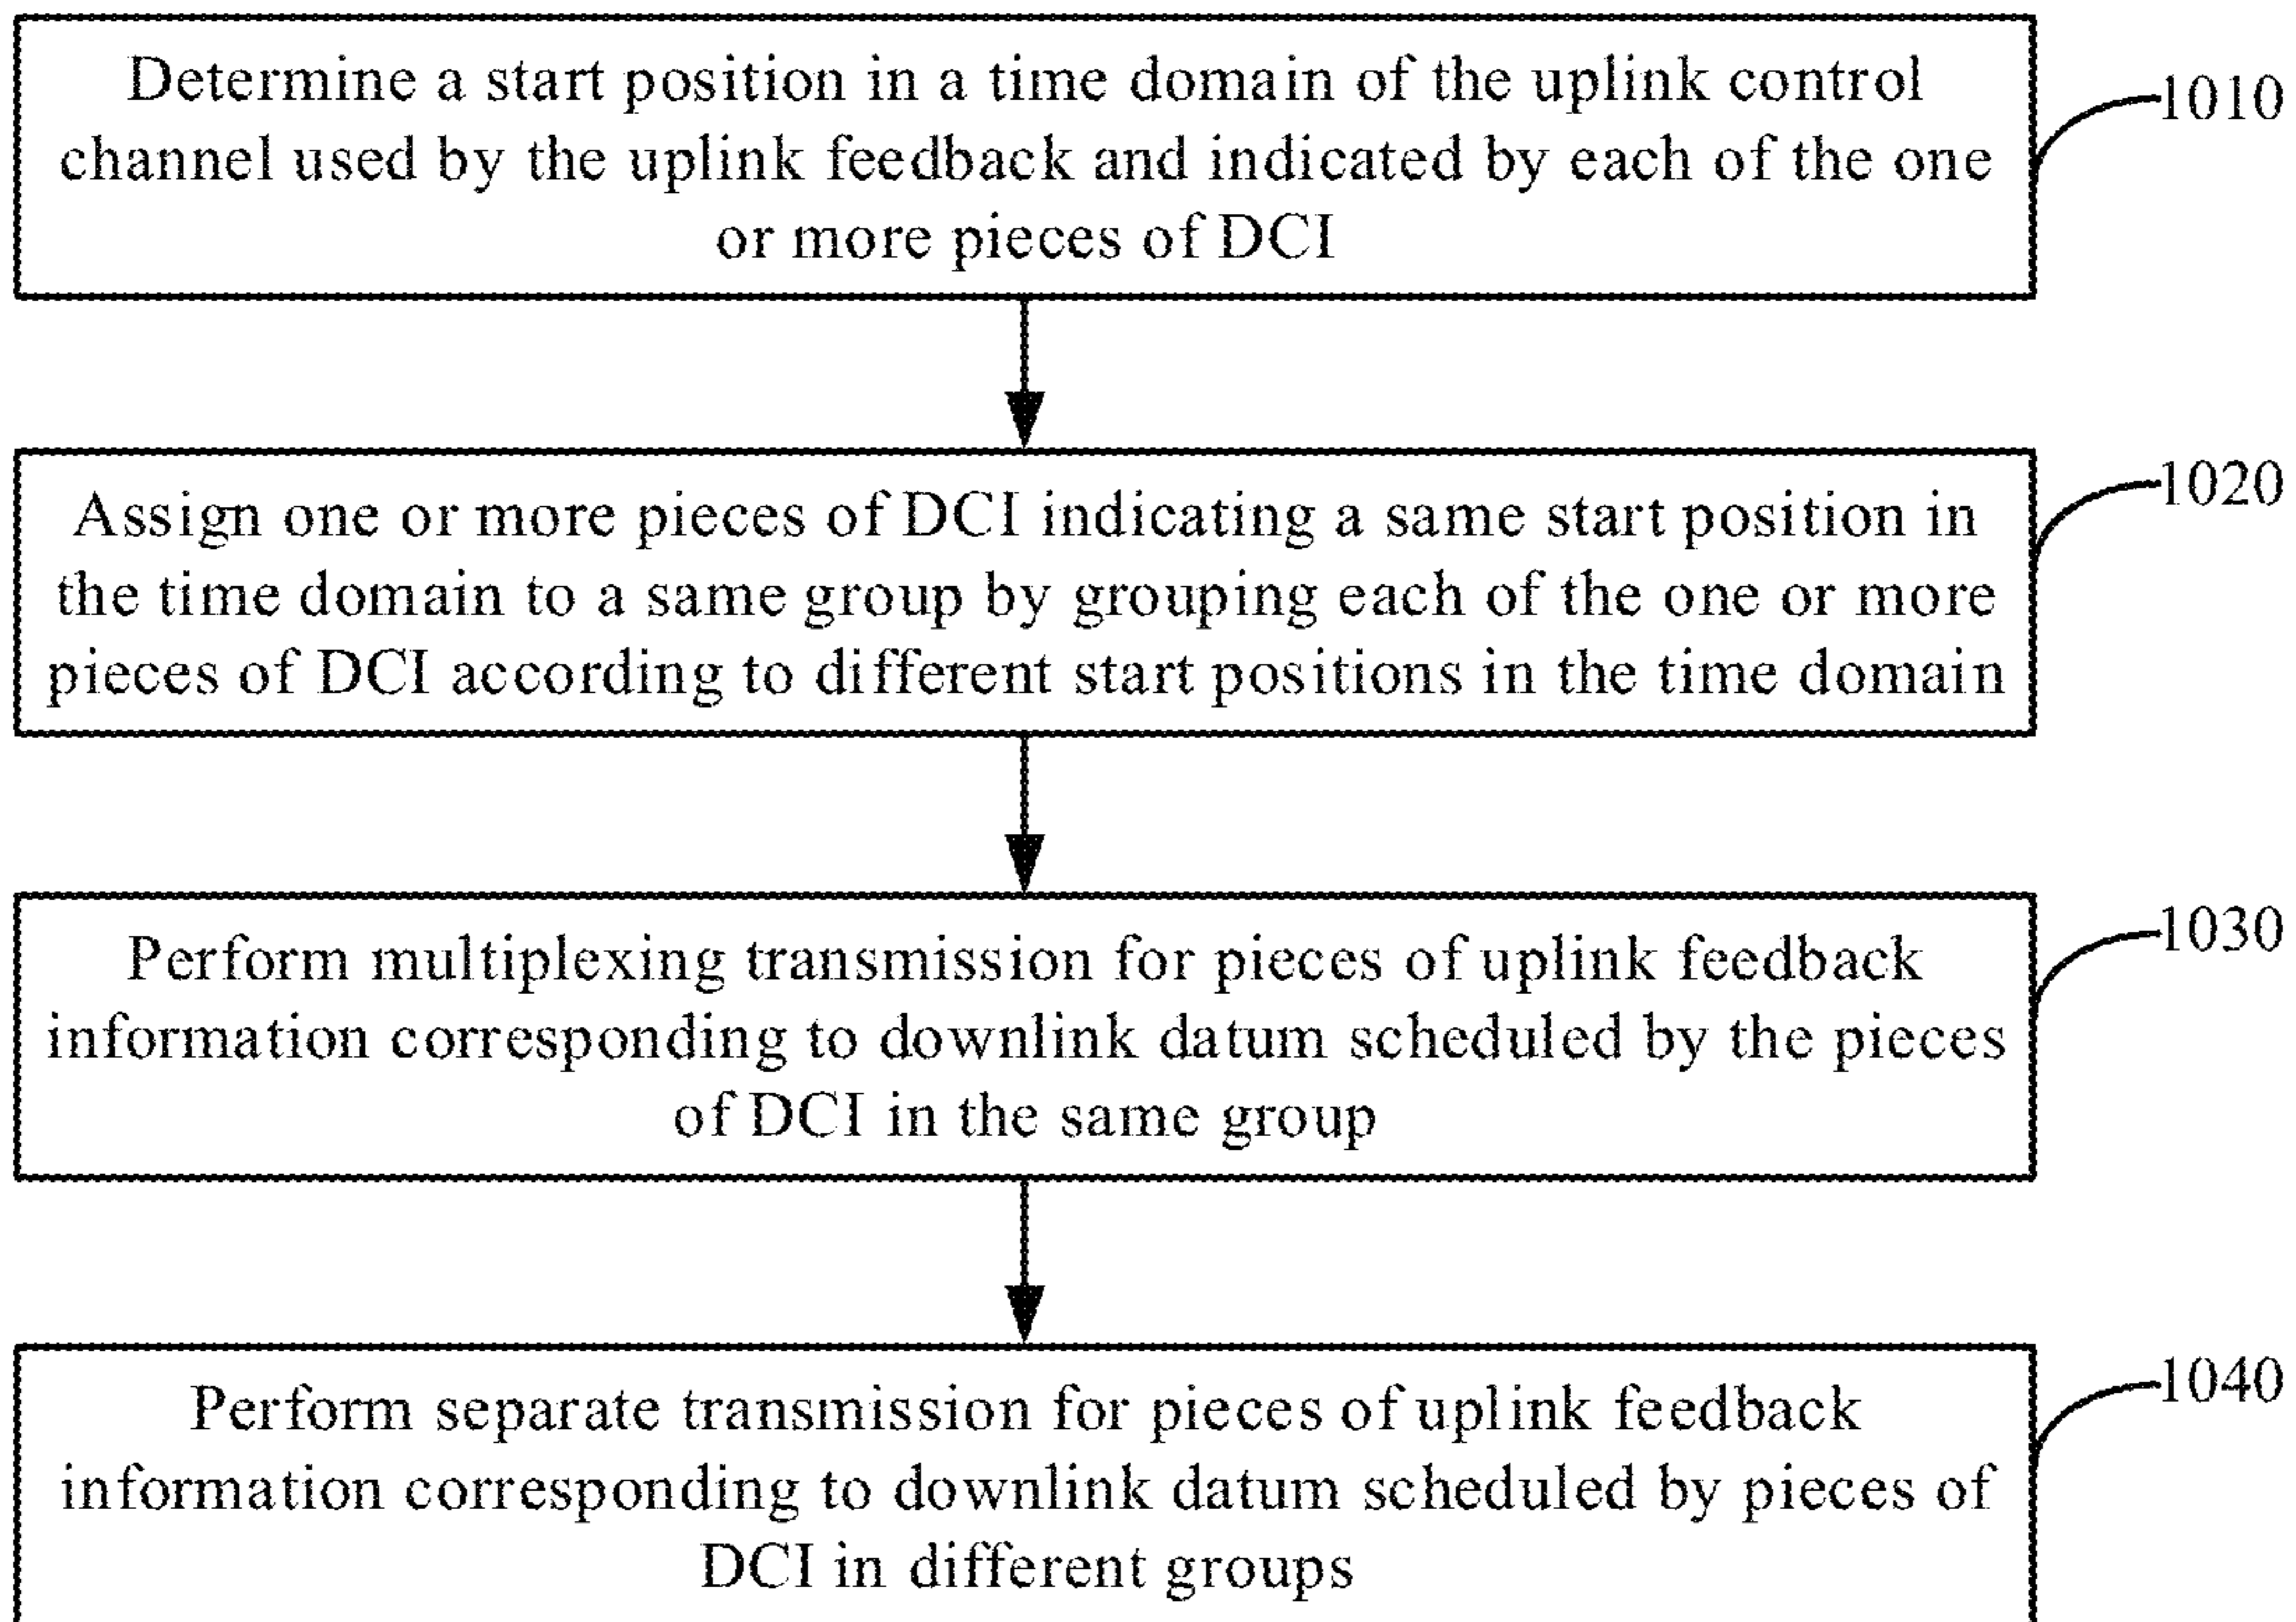 Determine a start position in a time domain of the uplink control
channel used by the uplink feedback and indicated by each of the one
or more pieces of DCI
1010
Assign one or more pieces of DCI indicating a same start position in
the time domain to a same group by grouping each of the one or more
pieces of DCI according to different start positions in the time domain
1020
Perform multiplexing transmission for pieces of uplink feedback
information corresponding to downlink datum scheduled by the pieces
of DCI in the same group
1030
Perform separate transmission for pieces of uplink feedback
information corresponding to downlink datum scheduled by pieces of
DCI in different groups
1040